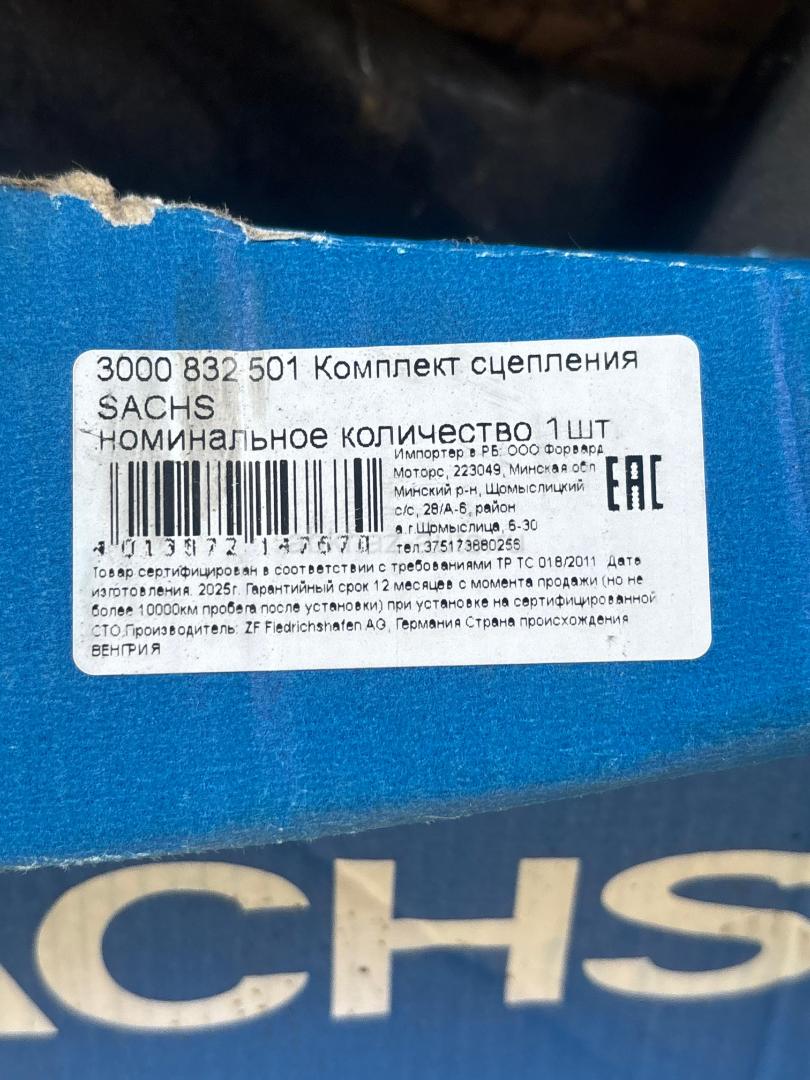 3000 832 501 Комплект сцепления
SACHS
номинальное количество 1 шт
Импортер в РБ: ООО Форвард
Моторс, 223049, Минская обл
Минский р-н, Щомыслицкий
с/с, 28/А-6, район
а.г.Щомыслица, 6-30
тел.375173880256
EAC
4 013872 147670
Товар сертифицирован в соответствии с требованиями ТР ТС 018/2011 Дата
изготовления: 2025г. Гарантийный срок 12 месяцев с момента продажи (но не
более 10000км пробега после установки) при установке на сертифицированной
СТО.Производитель: ZF Fiedrichshafen AG, Германия Страна происхождения
ВЕНГРИЯ
ACHS